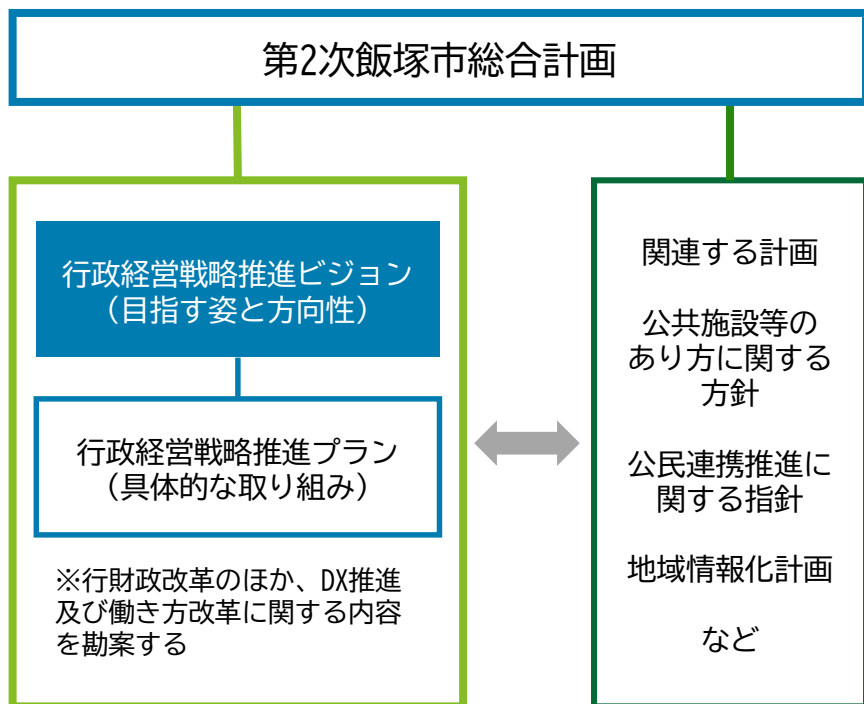 第2次飯塚市総合計画
行政経営戦略推進ビジョン
（目指す姿と方向性）
行政経営戦略推進プラン
（具体的な取り組み）
※行財政改革のほか、DX推進
及び働き方改革に関する内容
を勘案する
関連する計画
公共施設等の
あり方に関する
方針
公民連携推進に
関する指針
地域情報化計画
など